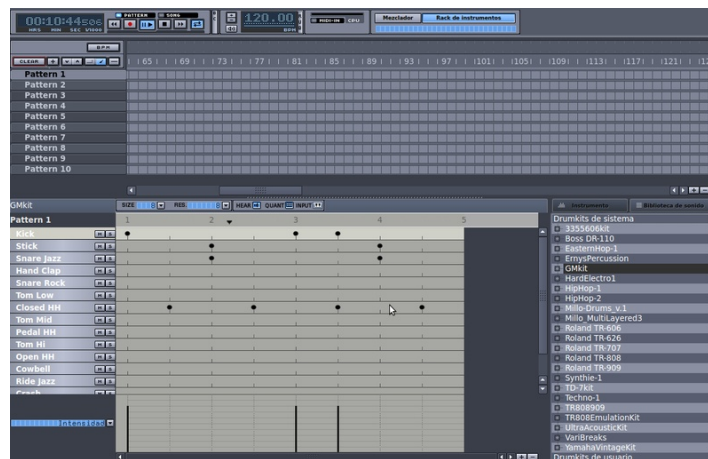 PATTERN SONG
00:10:44506
HRS MIN SEC 1/1000
120.00
BPM
MIDI-IN CPU
Mezclador Rack de instrumentos
BPM
CLEAR
65 69 73 77 81 85 89 93 97 101 105 109 113 117 121
Pattern 1
Pattern 2
Pattern 3
Pattern 4
Pattern 5
Pattern 6
Pattern 7
Pattern 8
Pattern 9
Pattern 10
GMkit
SIZE 8 RES. 8 HEAR QUANT INPUT
Pattern 1
1 2 3 4 5
Kick M S
Stick M S
Snare Jazz M S
Hand Clap M S
Snare Rock M S
Tom Low M S
Closed HH M S
Tom Mid M S
Pedal HH M S
Tom Hi M S
Open HH M S
Cowbell M S
Ride Jazz M S
Crash
Intensidad
Instrumento Biblioteca de sonido
Drumkits de sistema
3355606kit
Boss DR-110
EasternHop-1
ErnysPercussion
GMkit
HardElectro1
HipHop-1
HipHop-2
Millo-Drums_v.1
Millo_MultiLayered3
Roland TR-606
Roland TR-626
Roland TR-707
Roland TR-808
Roland TR-909
Synthie-1
TD-7kit
Techno-1
TR808909
TR808EmulationKit
UltraAcousticKit
VariBreaks
YamahaVintageKit
Drumkits de usuario